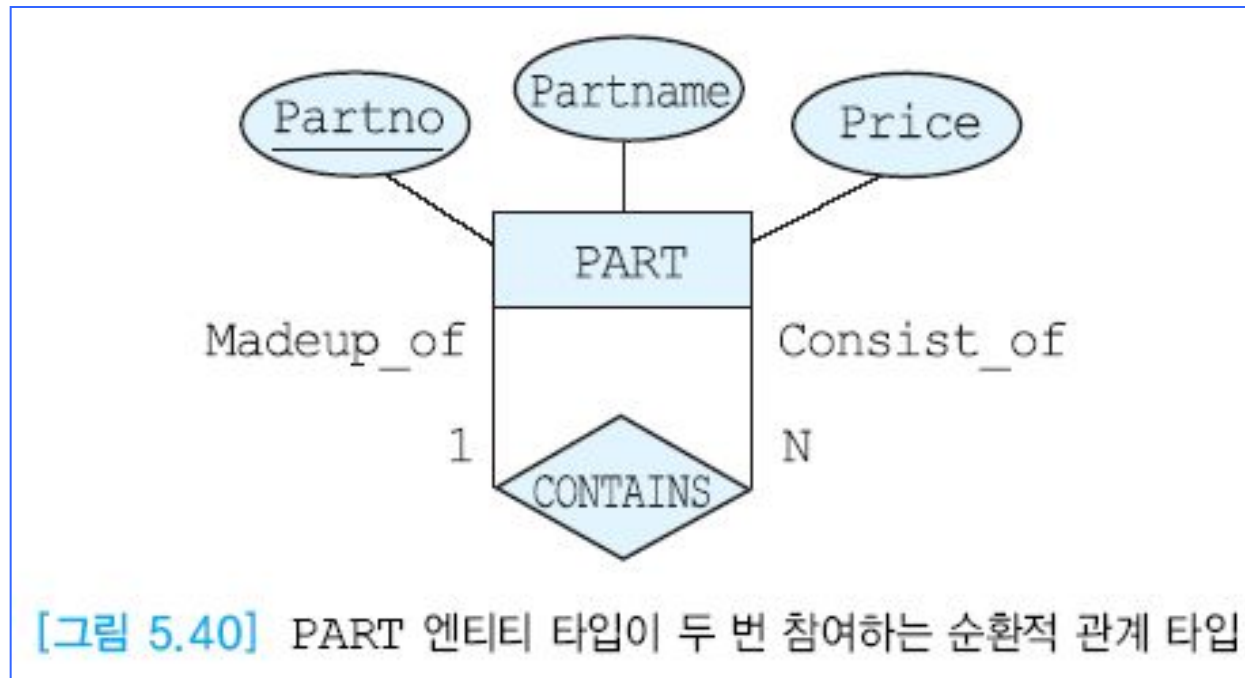 Partno
Partname
Price
PART
Madeup_of
Consist_of
1
N
CONTAINS
[그림 5.40] PART 엔티티 타입이 두 번 참여하는 순환적 관계 타입